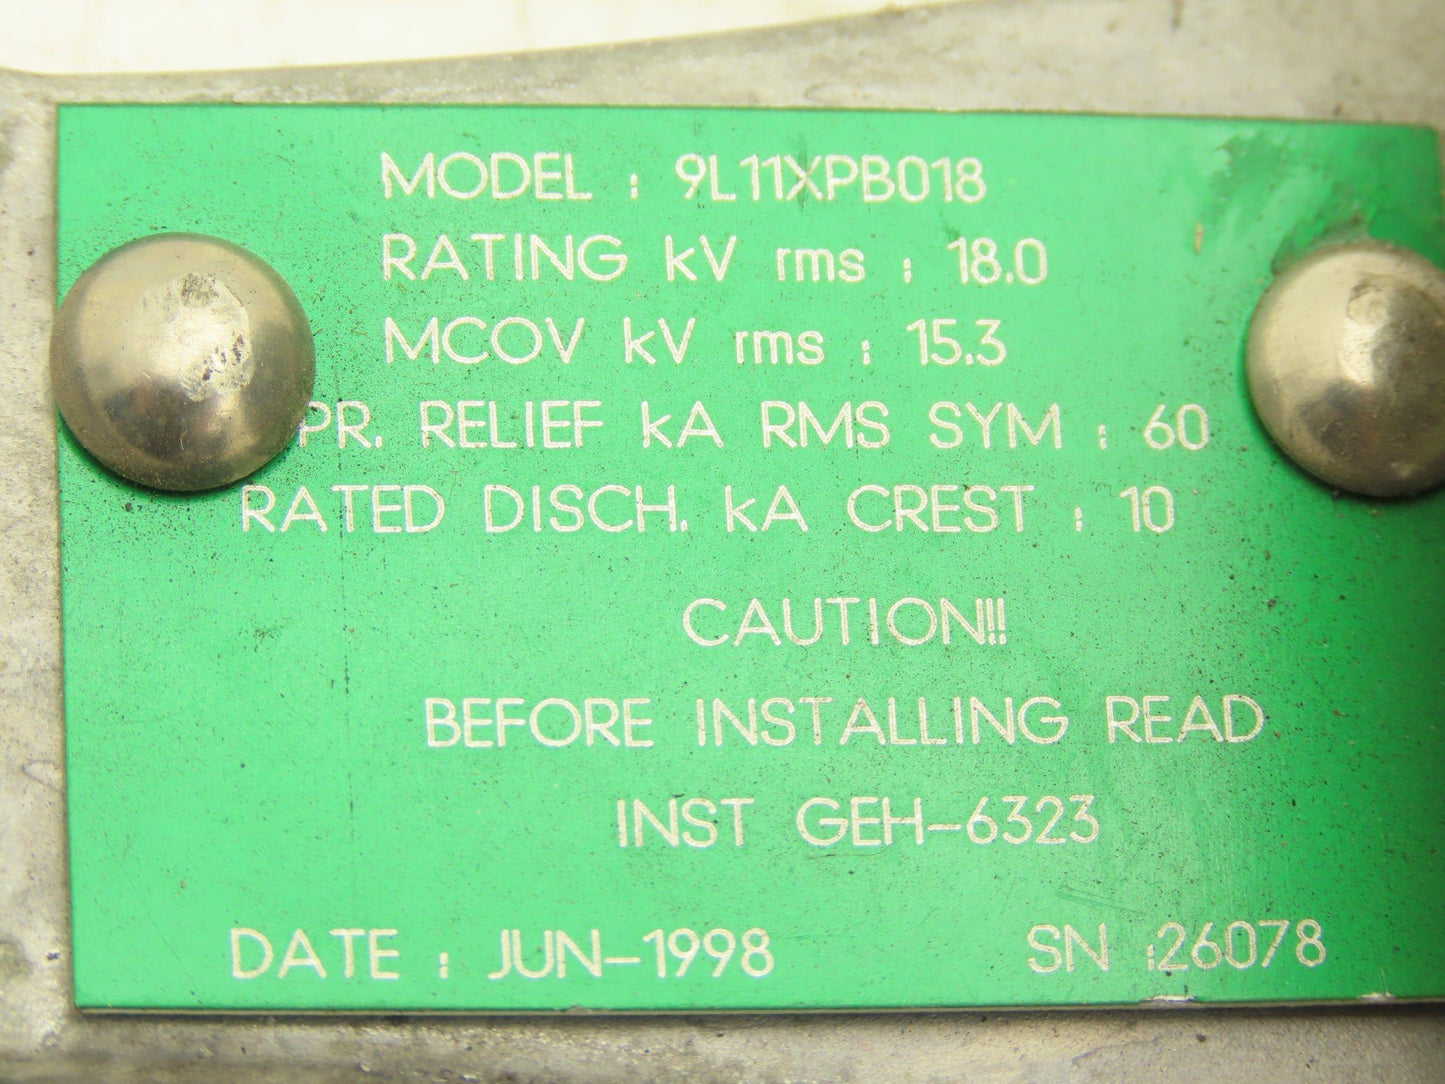 MODEL : 9L11XPB018
RATING kV rms : 18.0
MCOV kV rms : 15.3
PR. RELIEF kA RMS SYM : 60
RATED DISCH. kA CREST : 10
CAUTION!!!
BEFORE INSTALLING READ
INST GEH-6323
DATE : JUN-1998 SN :26078